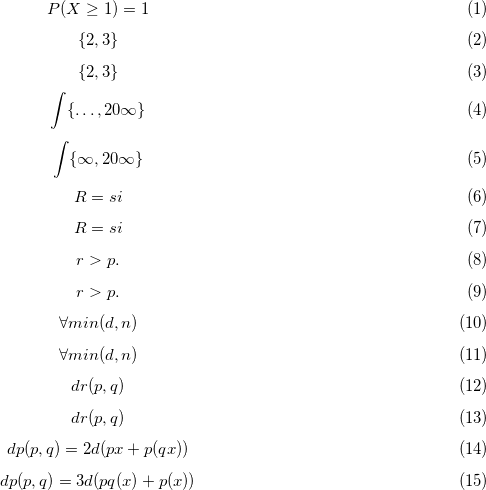 P(X ≥ 1) = 1 (1)
{2, 3} (2)
{2, 3} (3)
∫{. . . , 20∞} (4)
∫{∞, 20∞} (5)
R = si (6)
R = si (7)
r > p. (8)
r > p. (9)
∀min(d, n) (10)
∀min(d, n) (11)
dr(p, q) (12)
dr(p, q) (13)
dp(p, q) = 2d(px + p(qx)) (14)
dp(p, q) = 3d(pq(x) + p(x)) (15)